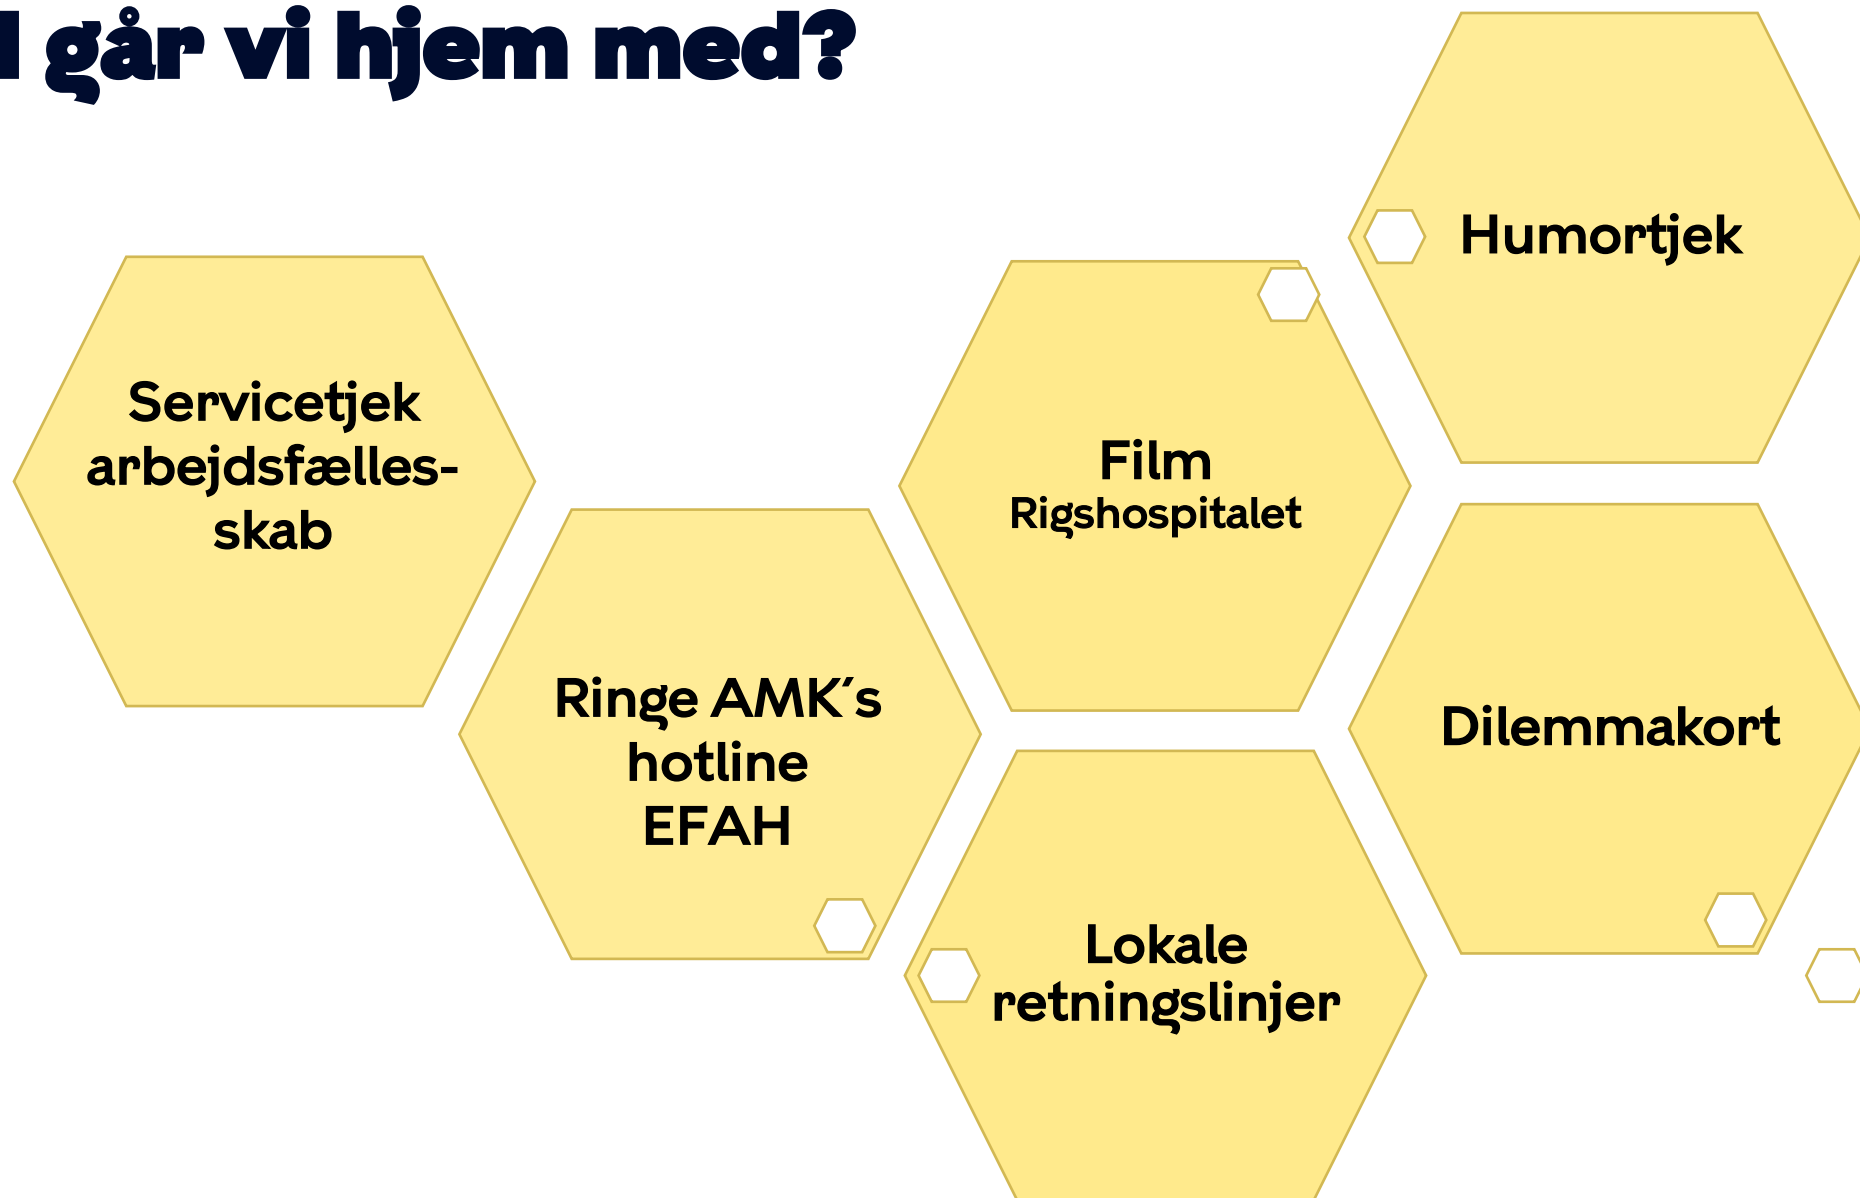 går vi hjem med?
Humortjek
Servicetjek
arbejdsfælles-
skab
Film
Rigshospitalet
Ringe AMK´s
hotline
EFAH
Dilemmakort
Lokale
retningslinjer